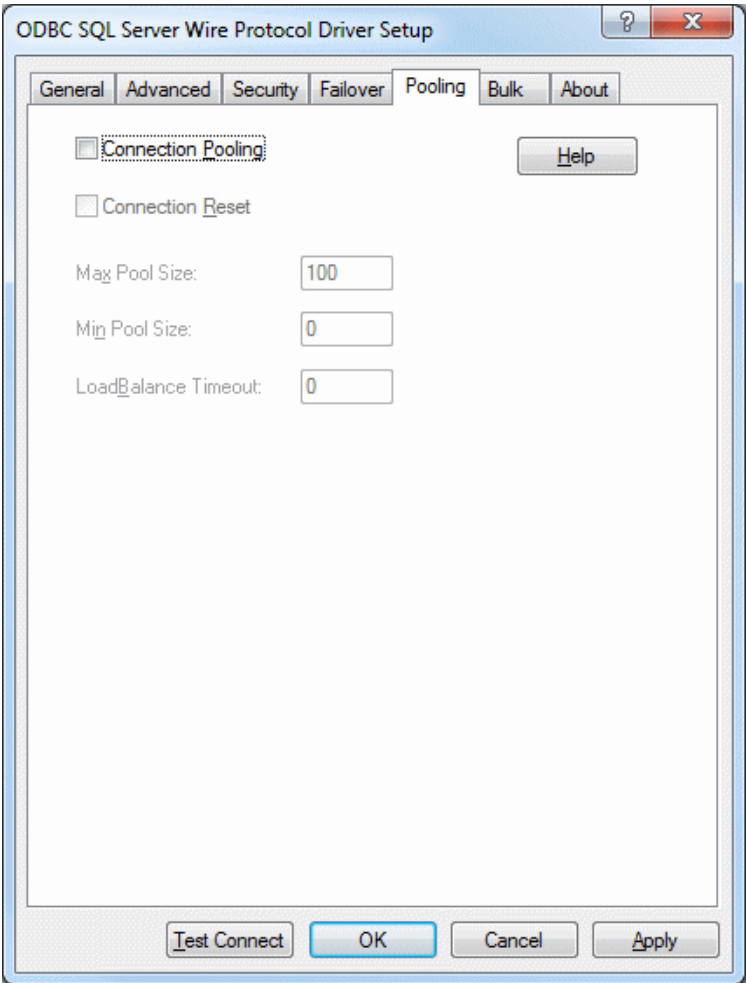 ODBC SQL Server Wire Protocol Driver Setup
?
X
General Advanced Security Failover Pooling Bulk About
Connection Pooling
Help
Connection Reset
Max Pool Size: 100
Min Pool Size: 0
LoadBalance Timeout: 0
Test Connect OK Cancel Apply